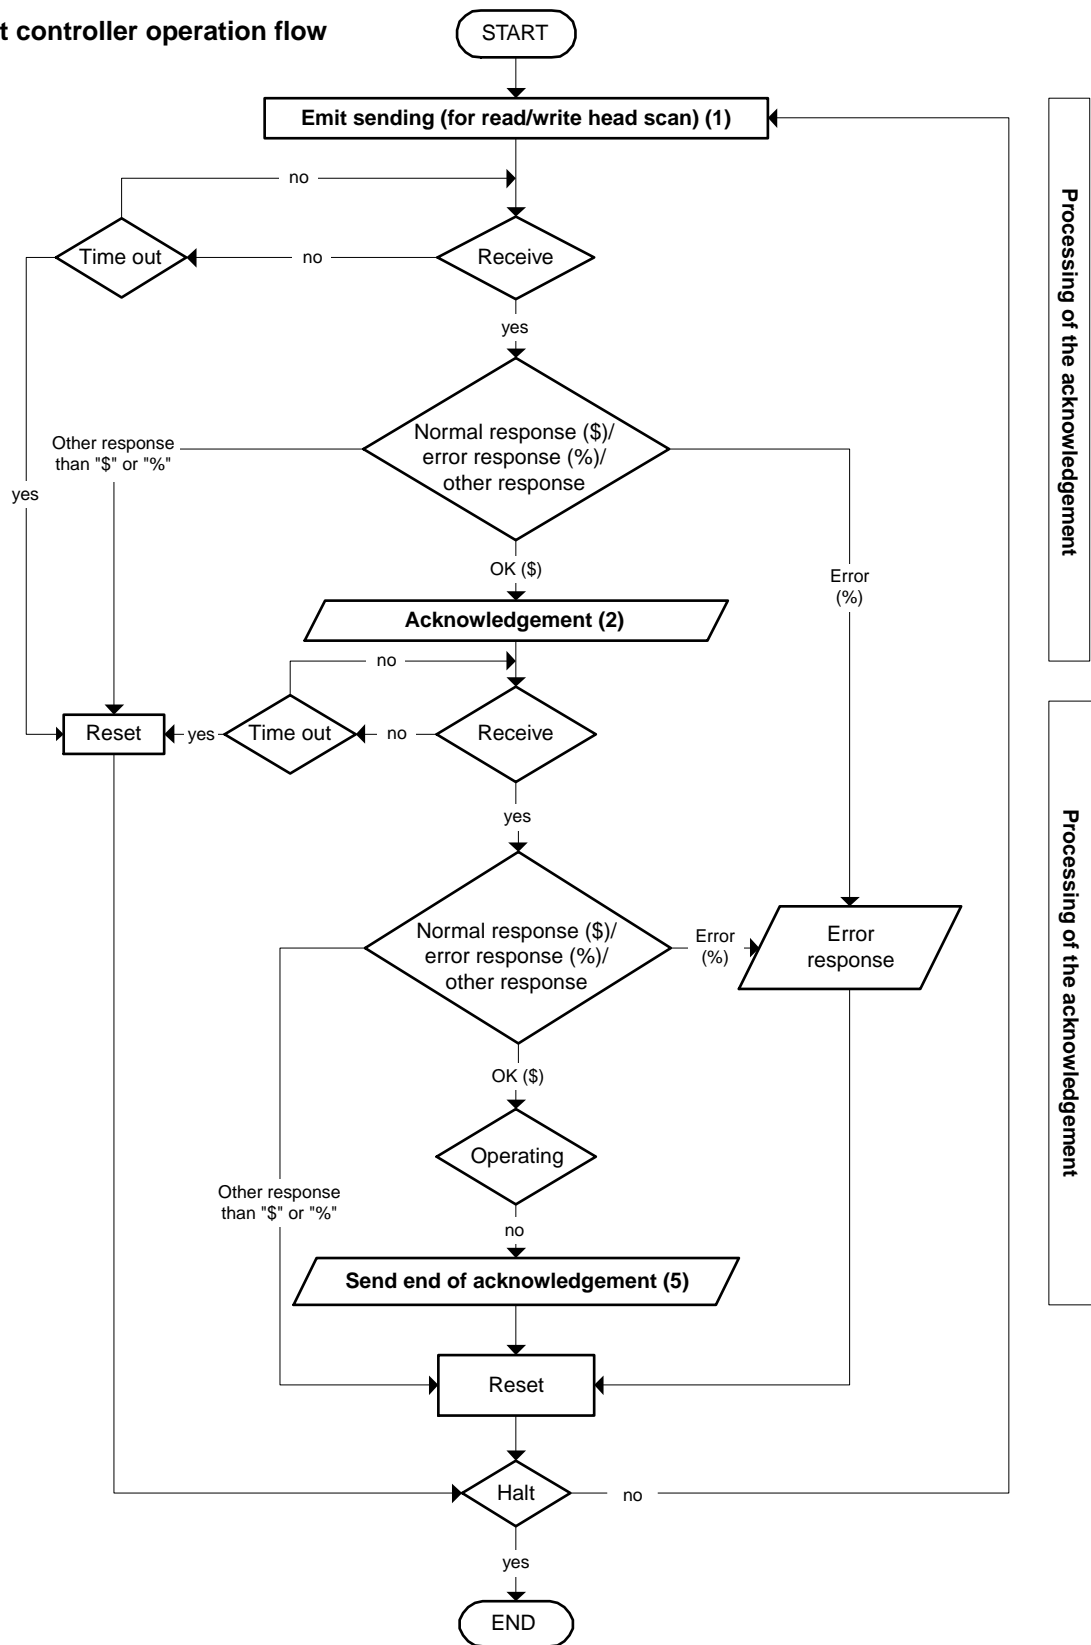 t controller operation flow
START
Emit sending (for read/write head scan) (1)
no
Time out
no
Receive
yes
Normal response ($)/
error response (%)/
other response
Other response
than "$" or "%"
yes
OK ($)
Error
(%)
Acknowledgement (2)
no
Reset
yes
Time out
no
Receive
yes
Normal response ($)/
error response (%)/
other response
Error
(%)
Error
response
OK ($)
Operating
Other response
than "$" or "%"
no
Send end of acknowledgement (5)
Reset
Halt
no
yes
END
Processing of the acknowledgement
Processing of the acknowledgement